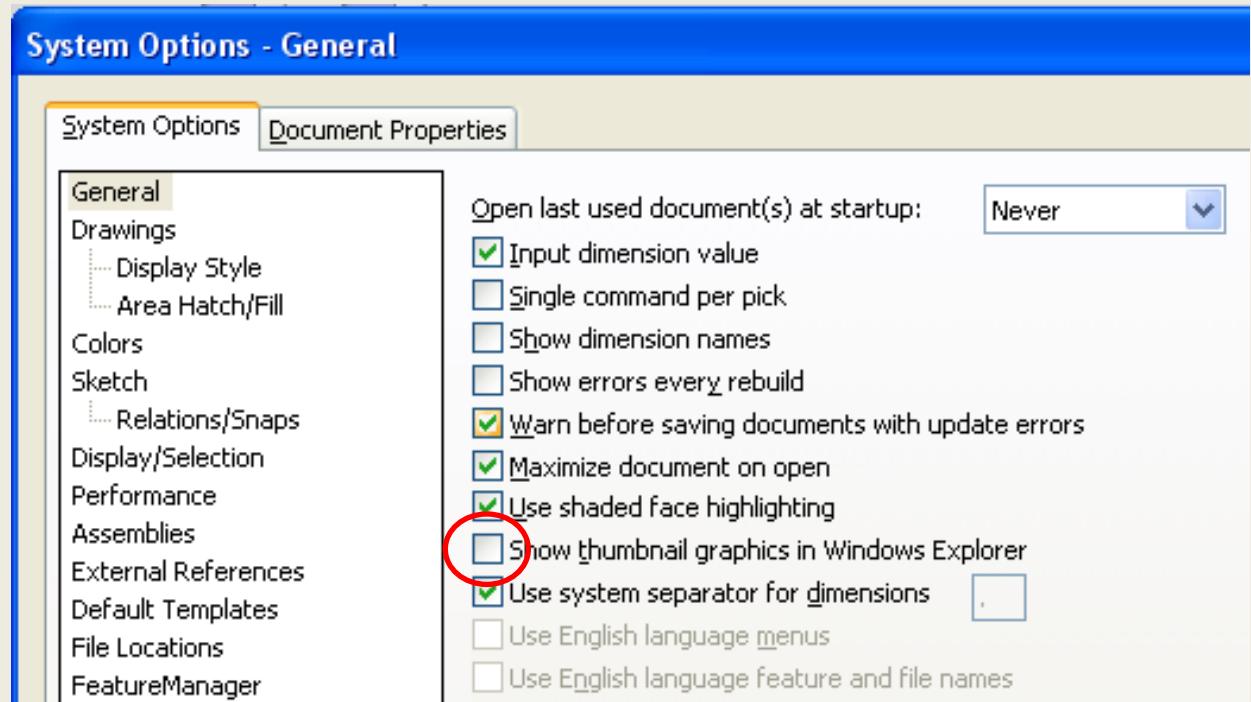 System Options - General
System Options
Document Properties
General
Drawings
Display Style
Area Hatch/Fill
Colors
Sketch
Relations/Snaps
Display/Selection
Performance
Assemblies
External References
Default Templates
File Locations
FeatureManager
Open last used document(s) at startup: Never
Input dimension value
Single command per pick
Show dimension names
Show errors every rebuild
Warn before saving documents with update errors
Maximize document on open
Use shaded face highlighting
Show thumbnail graphics in Windows Explorer
Use system separator for dimensions .
Use English language menus
Use English language feature and file names